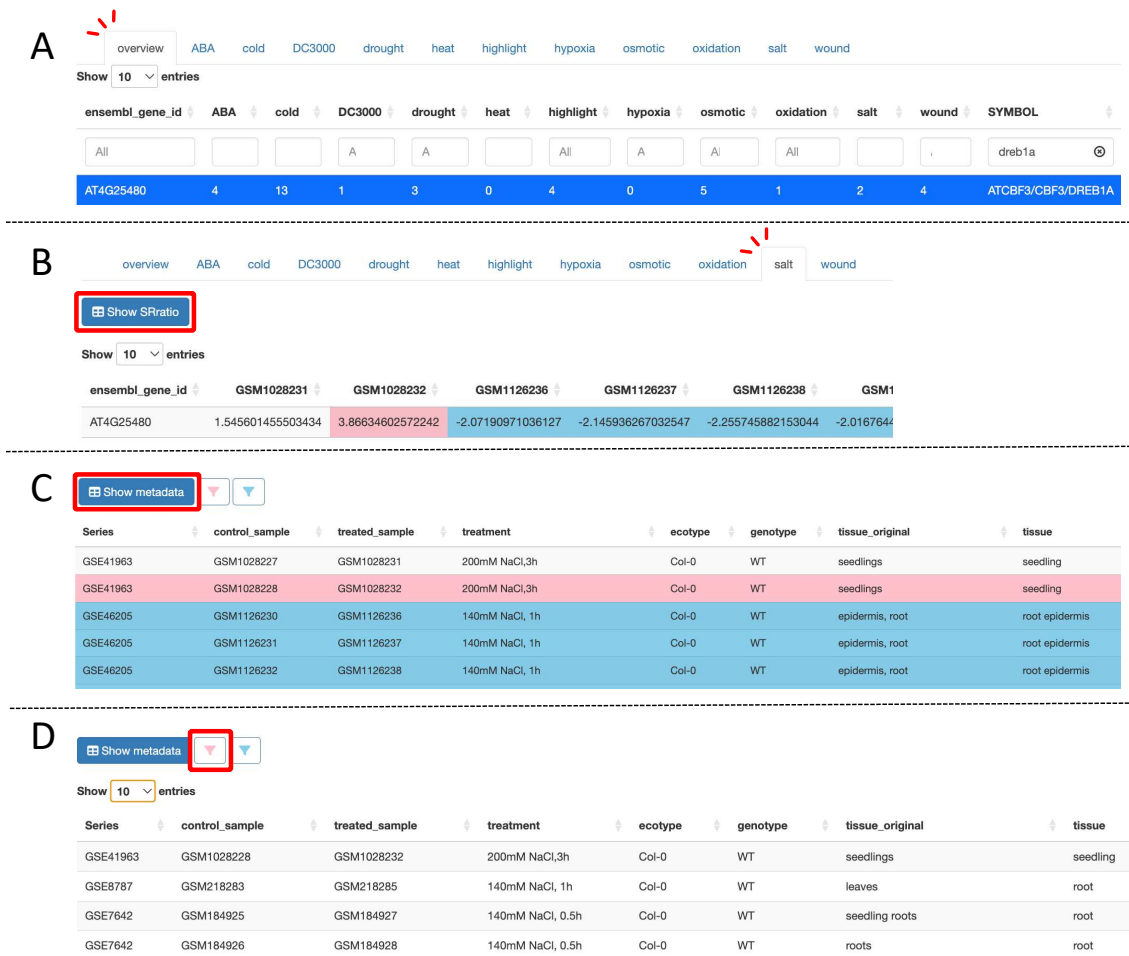 A
overview ABA cold DC3000 drought heat highlight hypoxia osmotic oxidation salt wound
Show 10 entries
ensembl_gene_id ABA cold DC3000 drought heat highlight hypoxia osmotic oxidation salt wound SYMBOL
All A A All A Al All dreb1a
AT4G25480 4 13 1 3 0 4 0 5 1 2 4 ATCBF3/CBF3/DREB1A
B
overview ABA cold DC3000 drought heat highlight hypoxia osmotic oxidation salt wound
Show SRratio
Show 10 entries
ensembl_gene_id GSM1028231 GSM1028232 GSM1126236 GSM1126237 GSM1126238 GSM1
AT4G25480 1.545601455503434 3.86634602572242 -2.07190971036127 -2.145936267032547 -2.255745882153044 -2.0167644
C
Show metadata
Series control_sample treated_sample treatment ecotype genotype tissue_original tissue
GSE41963 GSM1028227 GSM1028231 200mM NaCl,3h Col-0 WT seedlings seedling
GSE41963 GSM1028228 GSM1028232 200mM NaCl,3h Col-0 WT seedlings seedling
GSE46205 GSM1126230 GSM1126236 140mM NaCl, 1h Col-0 WT epidermis, root root epidermis
GSE46205 GSM1126231 GSM1126237 140mM NaCl, 1h Col-0 WT epidermis, root root epidermis
GSE46205 GSM1126232 GSM1126238 140mM NaCl, 1h Col-0 WT epidermis, root root epidermis
D
Show metadata
Show 10 entries
Series control_sample treated_sample treatment ecotype genotype tissue_original tissue
GSE41963 GSM1028228 GSM1028232 200mM NaCl,3h Col-0 WT seedlings seedling
GSE8787 GSM218283 GSM218285 140mM NaCl, 1h Col-0 WT leaves root
GSE7642 GSM184925 GSM184927 140mM NaCl, 0.5h Col-0 WT seedling roots root
GSE7642 GSM184926 GSM184928 140mM NaCl, 0.5h Col-0 WT roots root